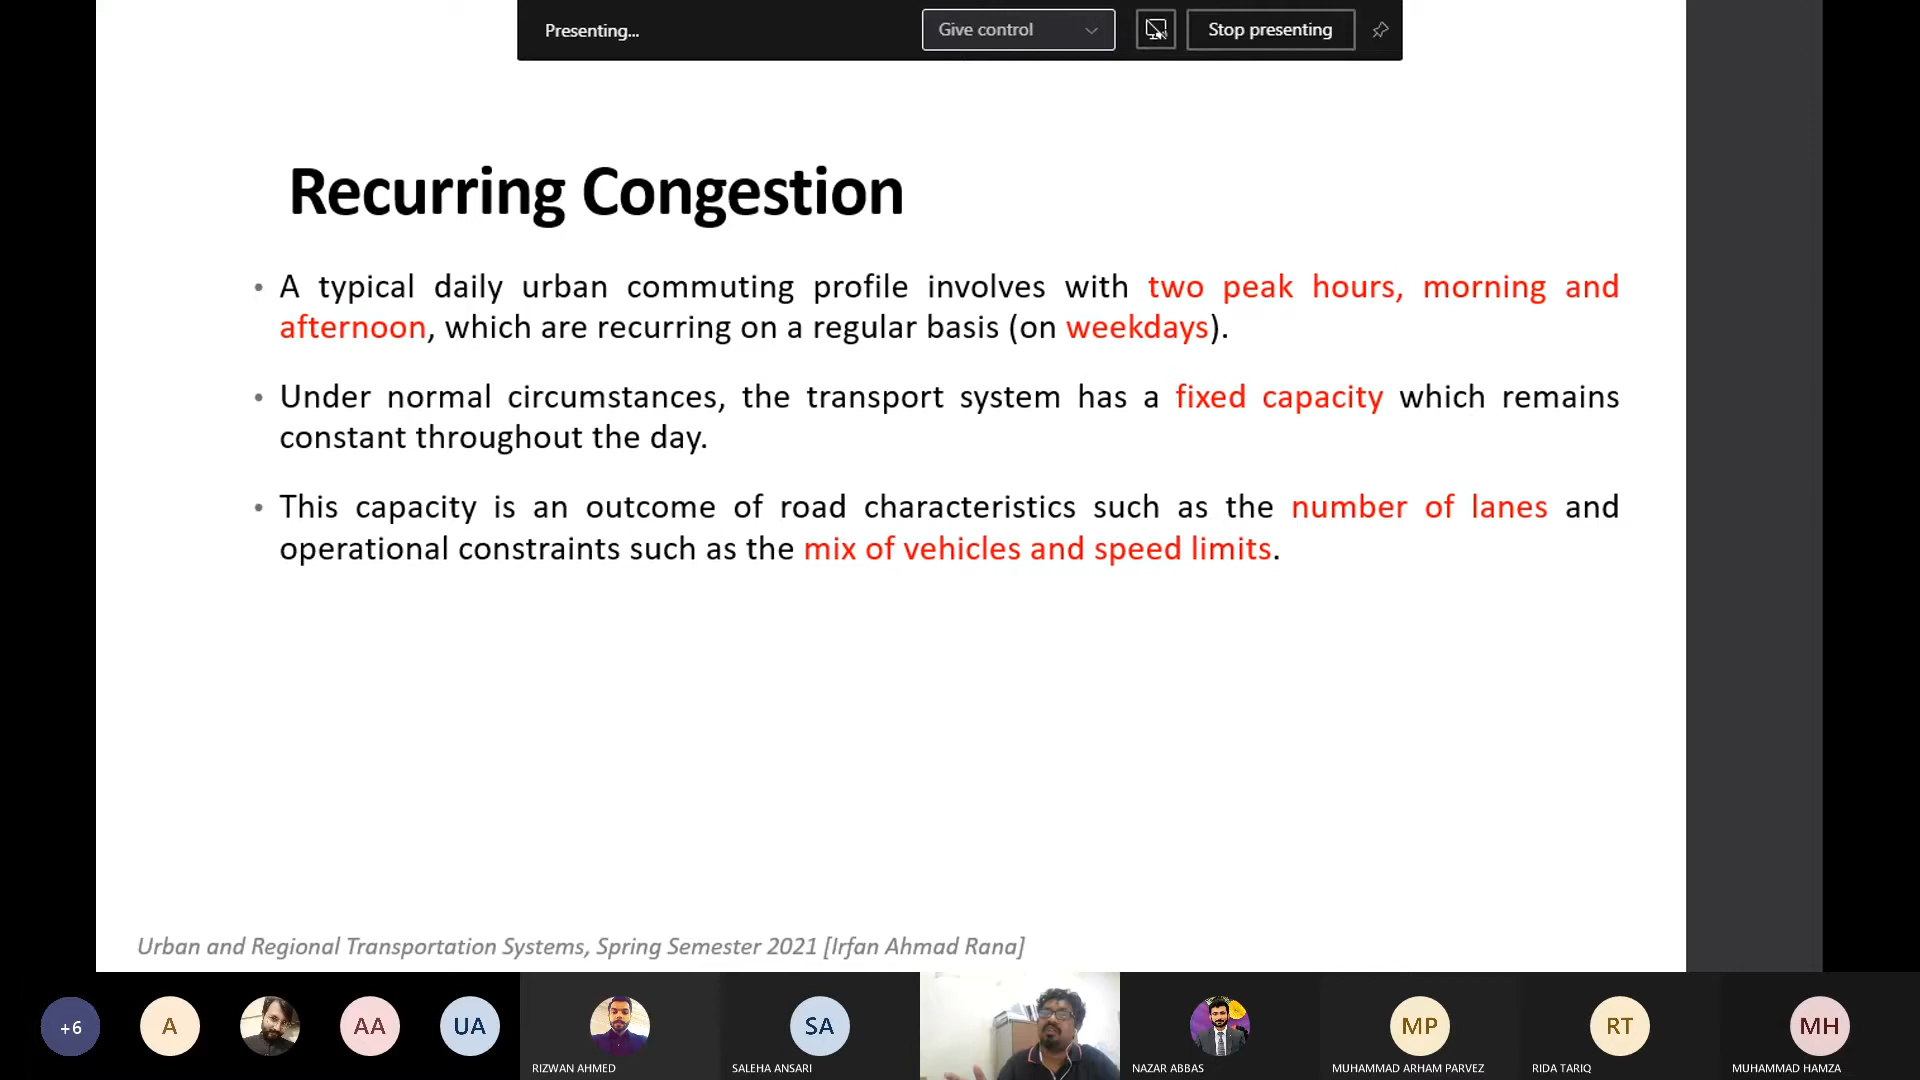 Presenting...
Give control
Stop presenting
Recurring Congestion
• A typical daily urban commuting profile involves with two peak hours, morning and
afternoon, which are recurring on a regular basis (on weekdays).
• Under normal circumstances, the transport system has a fixed capacity which remains
constant throughout the day.
• This capacity is an outcome of road characteristics such as the number of lanes and
operational constraints such as the mix of vehicles and speed limits.
Urban and Regional Transportation Systems, Spring Semester 2021 [Irfan Ahmad Rana]
+6
A
AA
UA
RIZWAN AHMED
SA
SALEHA ANSARI
NAZAR ABBAS
MP
MUHAMMAD ARHAM PARVEZ
RT
RIDA TARIQ
MH
MUHAMMAD HAMZA